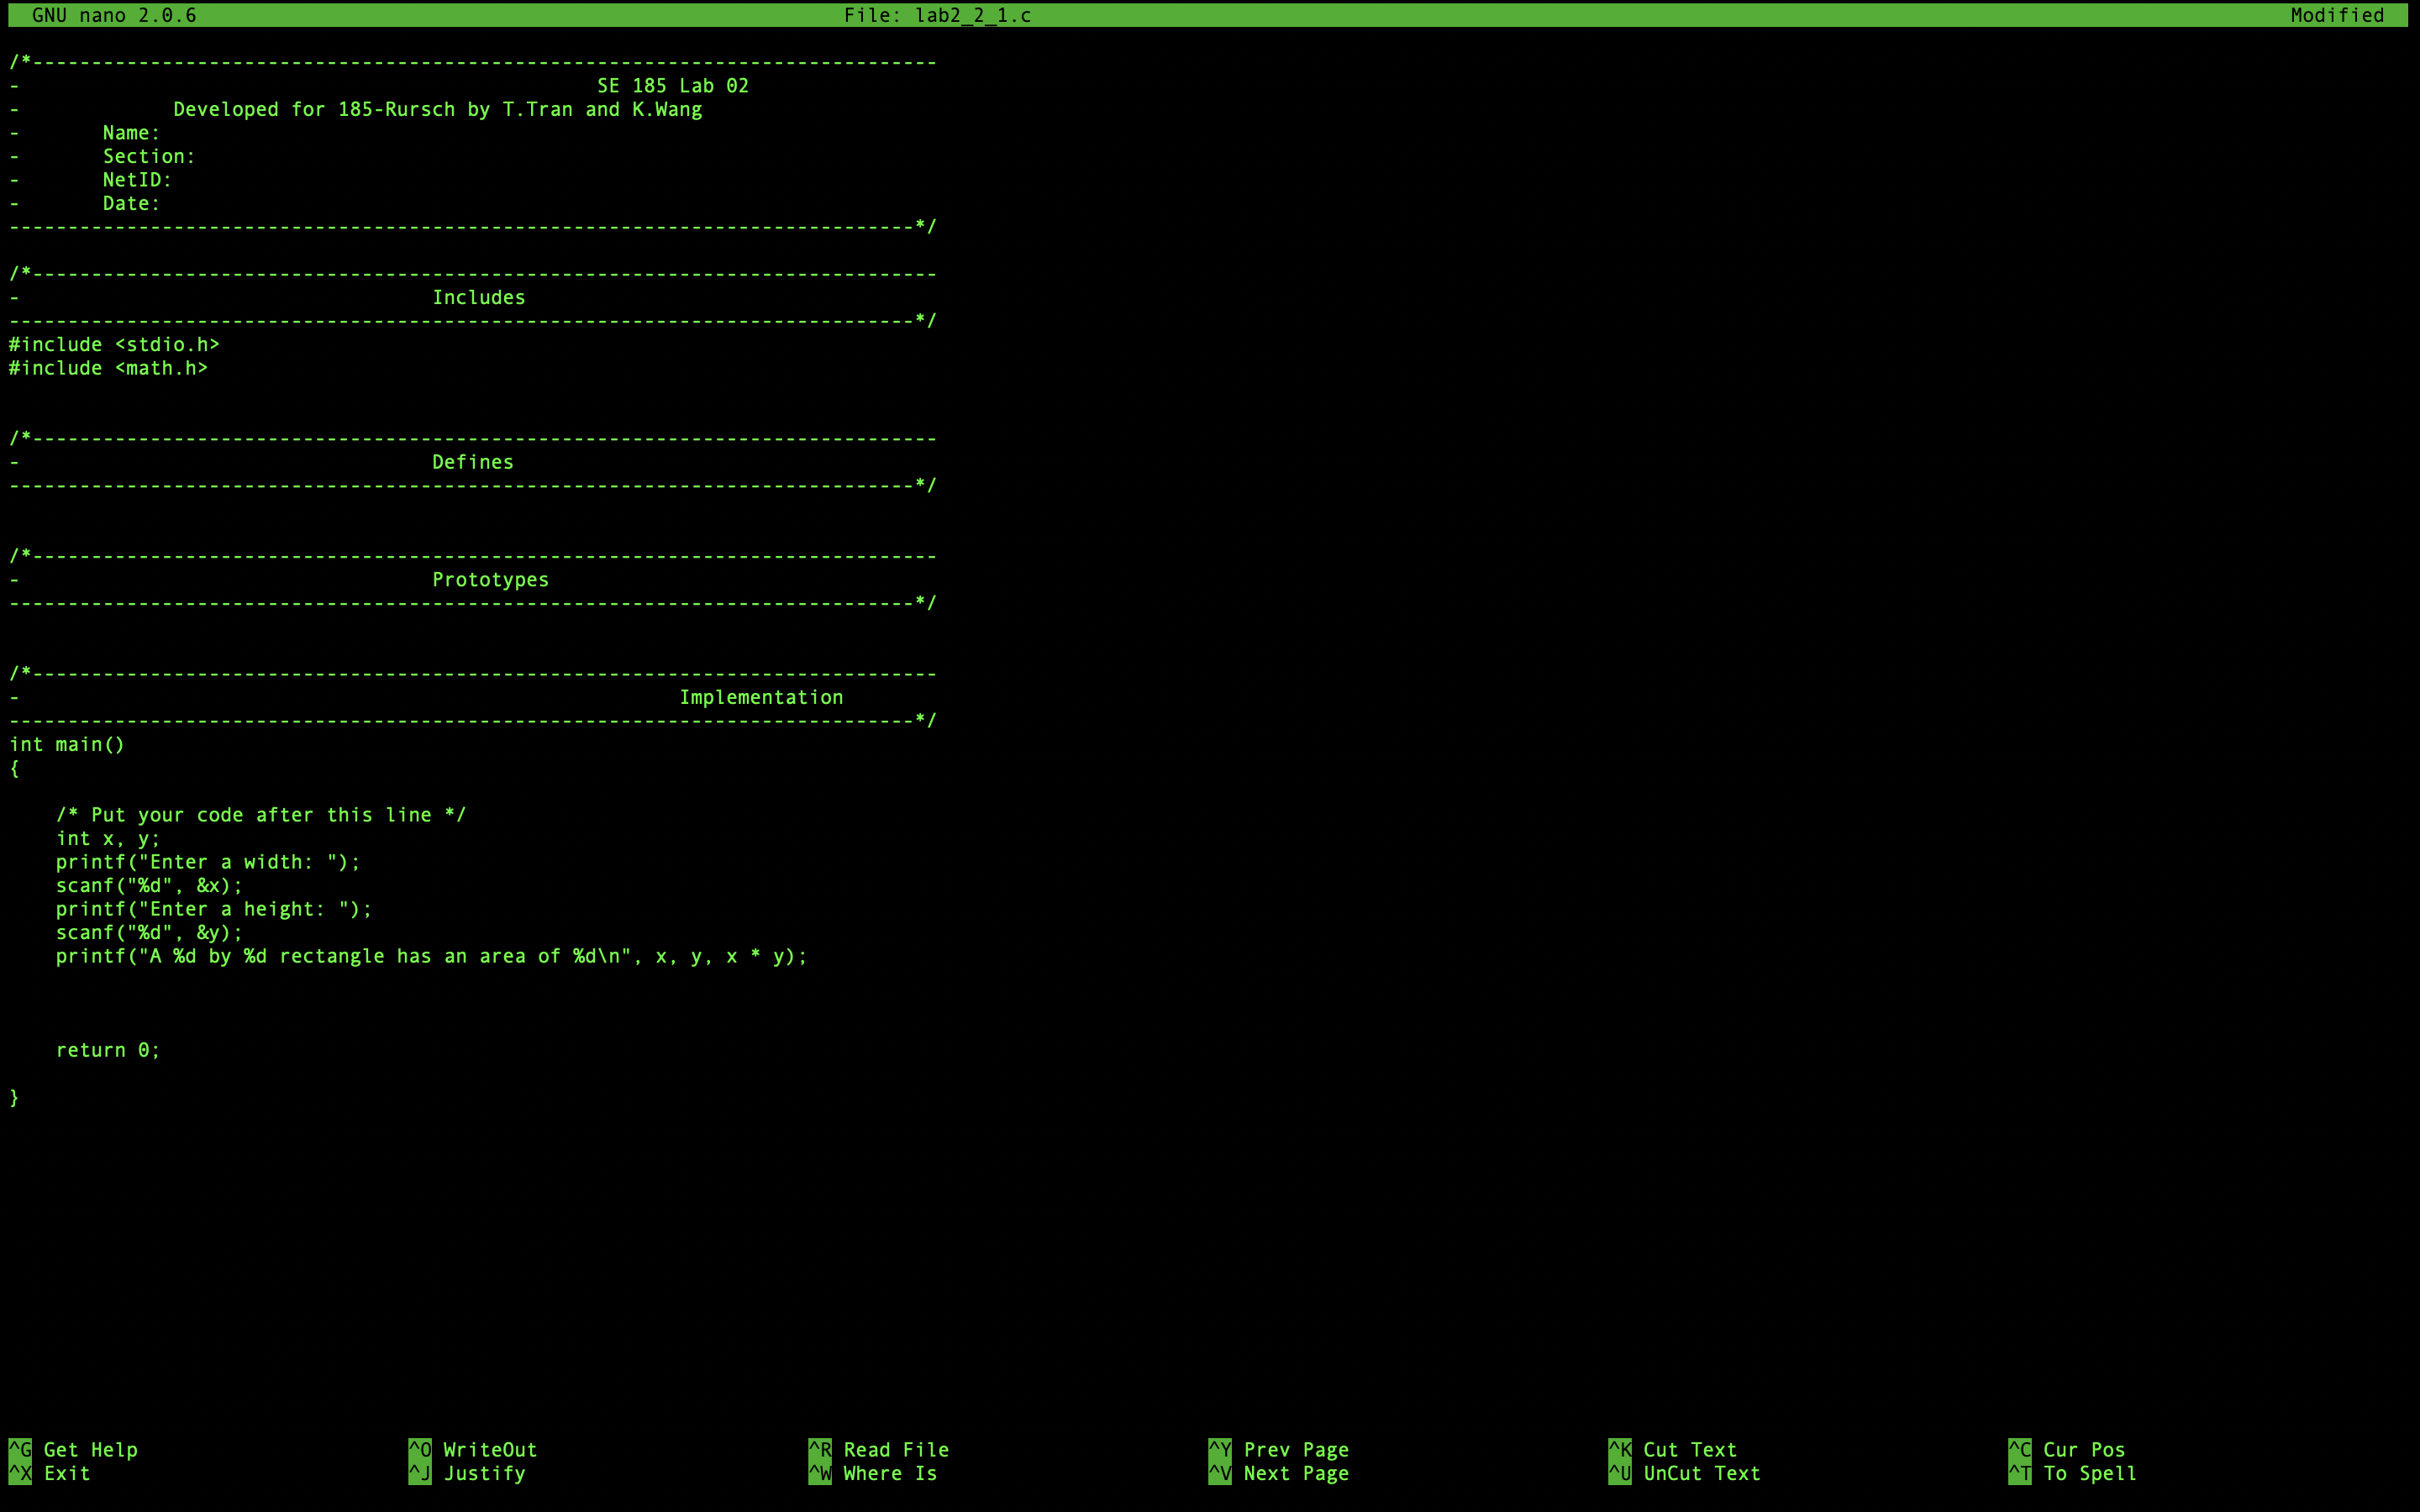 GNU nano 2.0.6 File: lab2_2_1.c Modified
/*-----------------------------------------------------------------------------
- SE 185 Lab 02
- Developed for 185-Rursch by T.Tran and K.Wang
- Name:
- Section:
- NetID:
- Date:
-----------------------------------------------------------------------------*/
/*-----------------------------------------------------------------------------
- Includes
-----------------------------------------------------------------------------*/
#include <stdio.h>
#include <math.h>
/*-----------------------------------------------------------------------------
- Defines
-----------------------------------------------------------------------------*/
/*-----------------------------------------------------------------------------
- Prototypes
-----------------------------------------------------------------------------*/
/*-----------------------------------------------------------------------------
- Implementation
-----------------------------------------------------------------------------*/
int main()
{
    /* Put your code after this line */
    int x, y;
    printf("Enter a width: ");
    scanf("%d", &x);
    printf("Enter a height: ");
    scanf("%d", &y);
    printf("A %d by %d rectangle has an area of %d\n", x, y, x * y);
    return 0;
}
^G Get Help ^O WriteOut ^R Read File ^Y Prev Page ^K Cut Text ^C Cur Pos
^X Exit ^J Justify ^W Where Is ^V Next Page ^U UnCut Text ^T To Spell